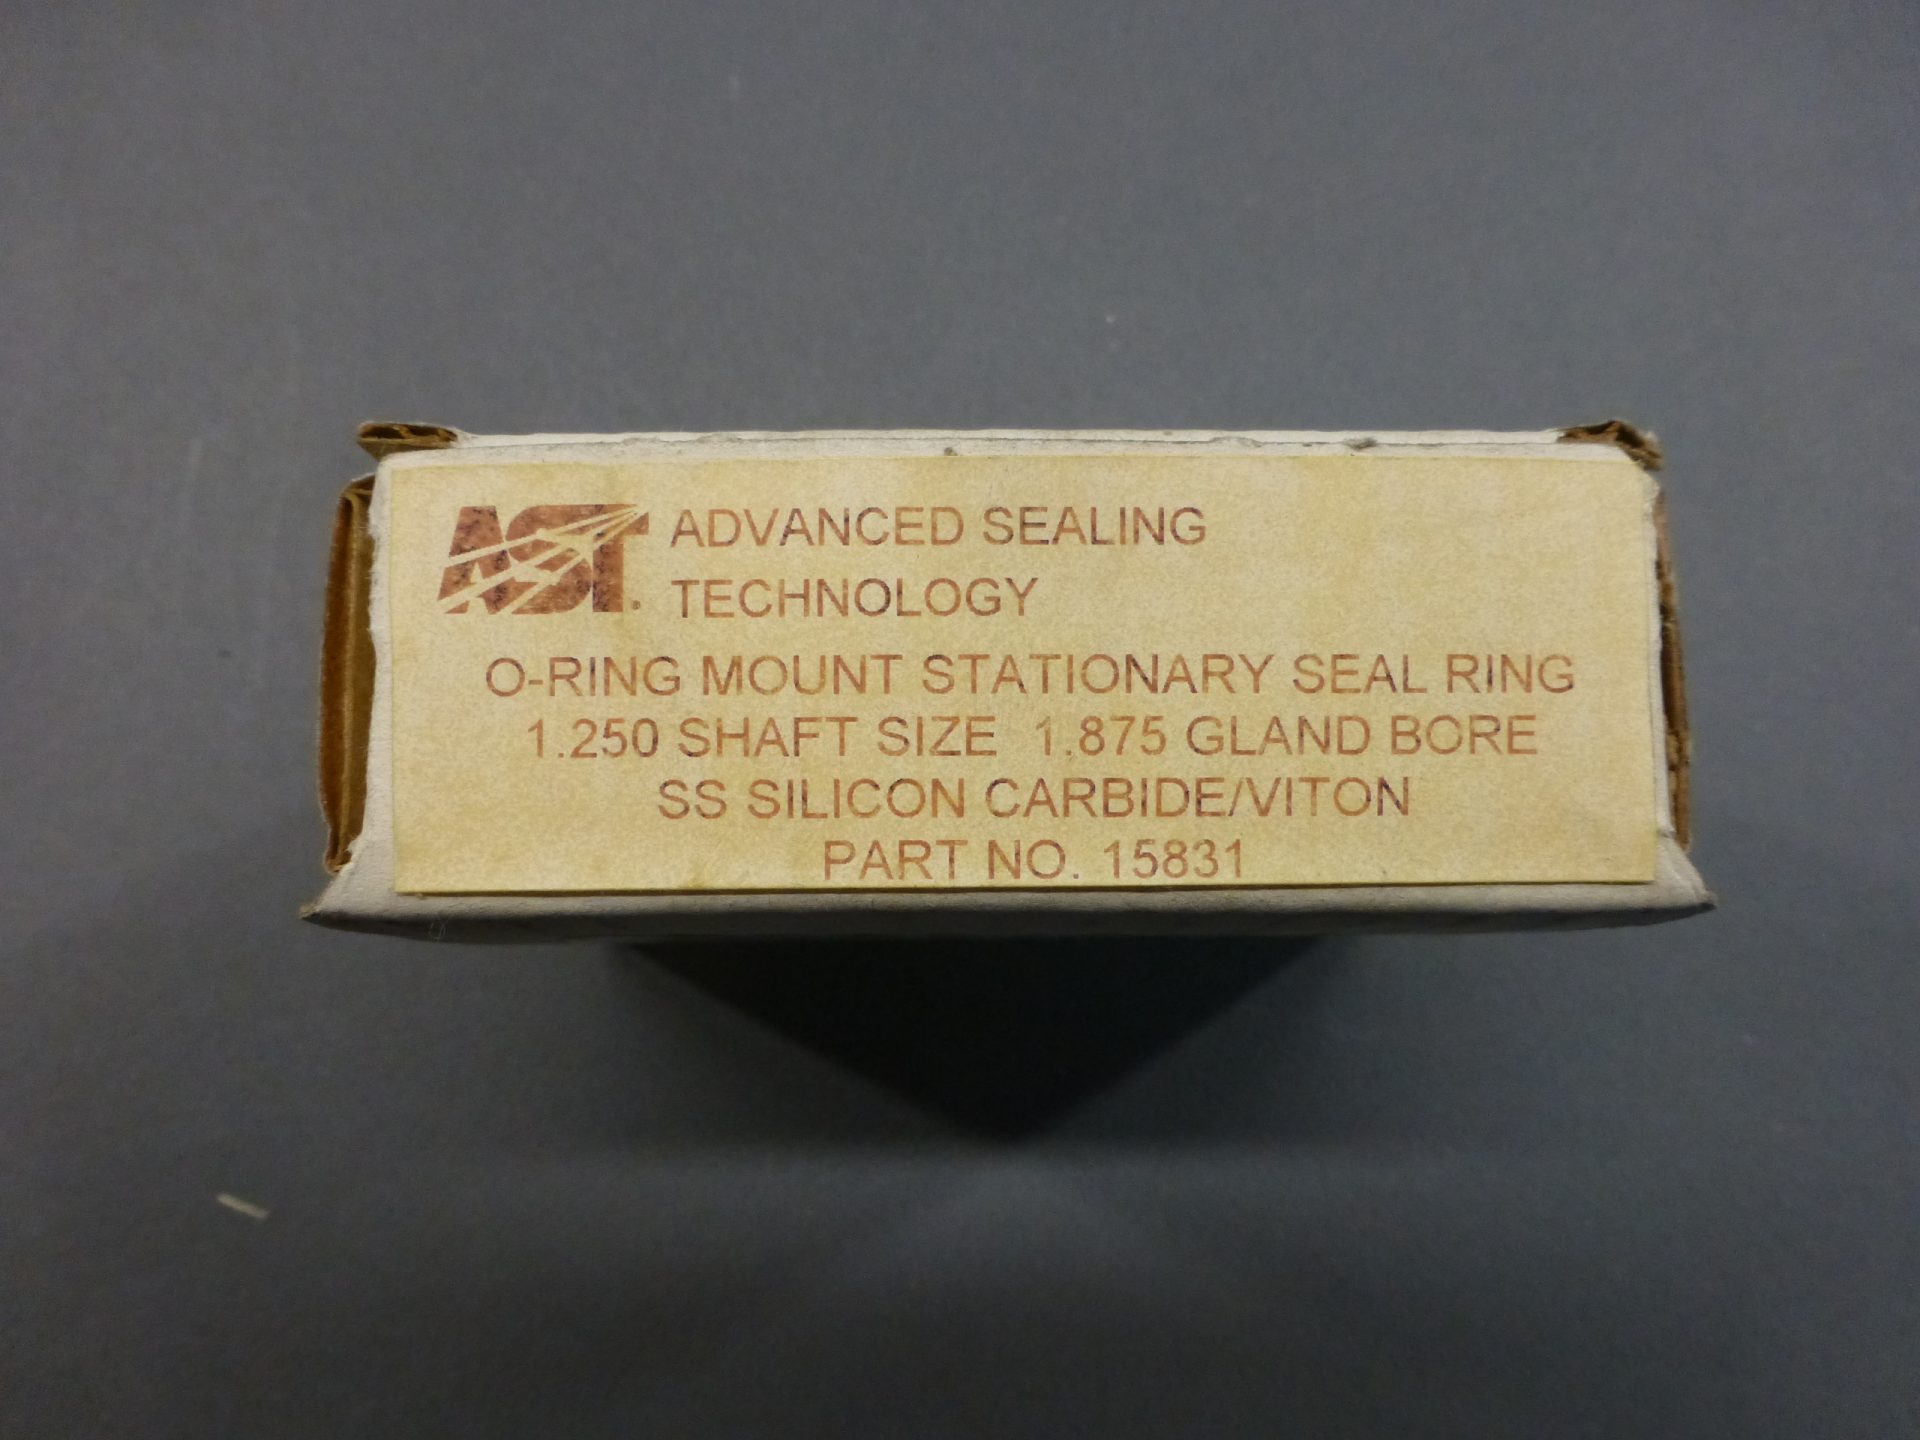 AST. ADVANCED SEALING
TECHNOLOGY
O-RING MOUNT STATIONARY SEAL RING
1.250 SHAFT SIZE 1.875 GLAND BORE
SS SILICON CARBIDE/VITON
PART NO. 15831